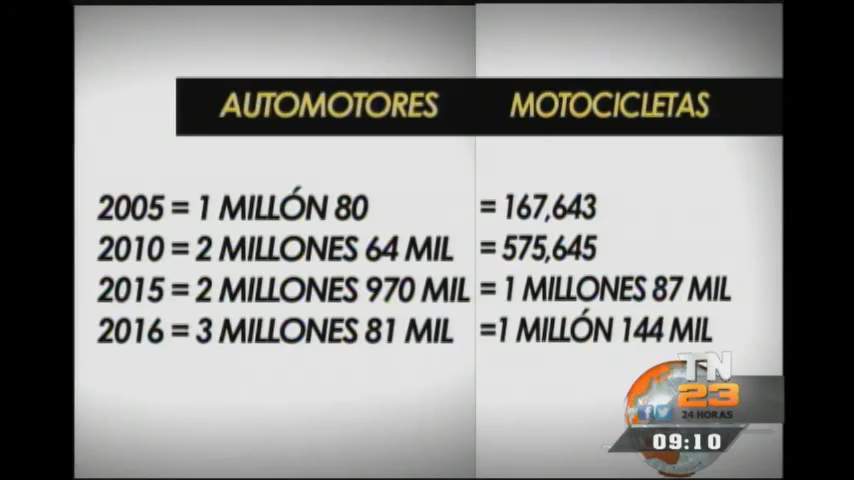 AUTOMOTORES MOTOCICLETAS
2005 = 1 MILLÓN 80 = 167,643
2010 = 2 MILLONES 64 MIL = 575,645
2015 = 2 MILLONES 970 MIL = 1 MILLONES 87 MIL
2016 = 3 MILLONES 81 MIL =1 MILLÓN 144 MIL
TN
23
24 HORAS
09:10